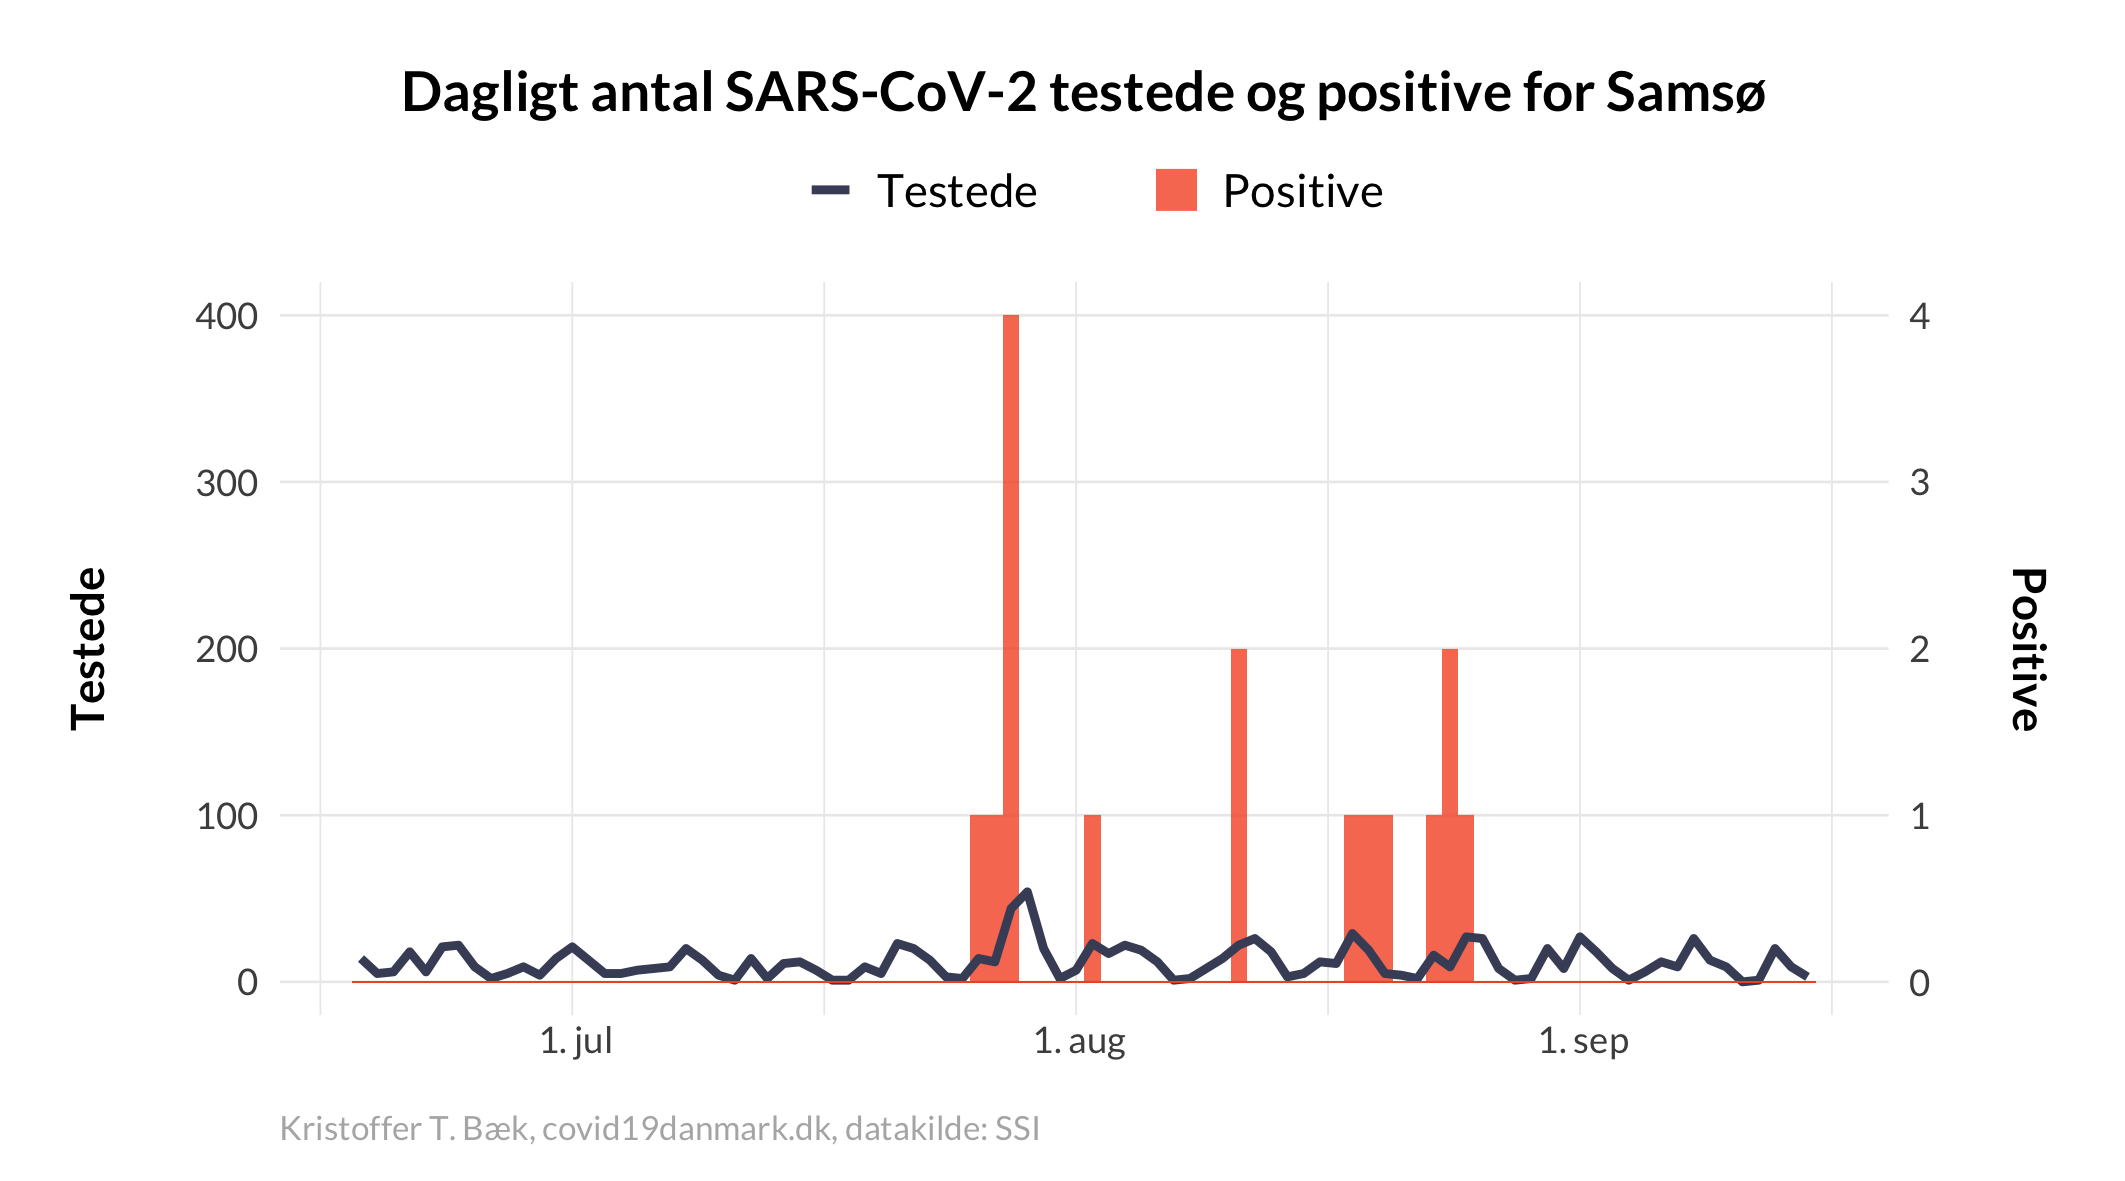 Dagligt antal SARS-CoV-2 testede og positive for Samsø
Testede
Positive
400
300
200
100
0
4
3
2
1
0
Testede
Positive
1. jul
1. aug
1. sep
Kristoffer T. Bæk, covid19danmark.dk, datakilde: SSI